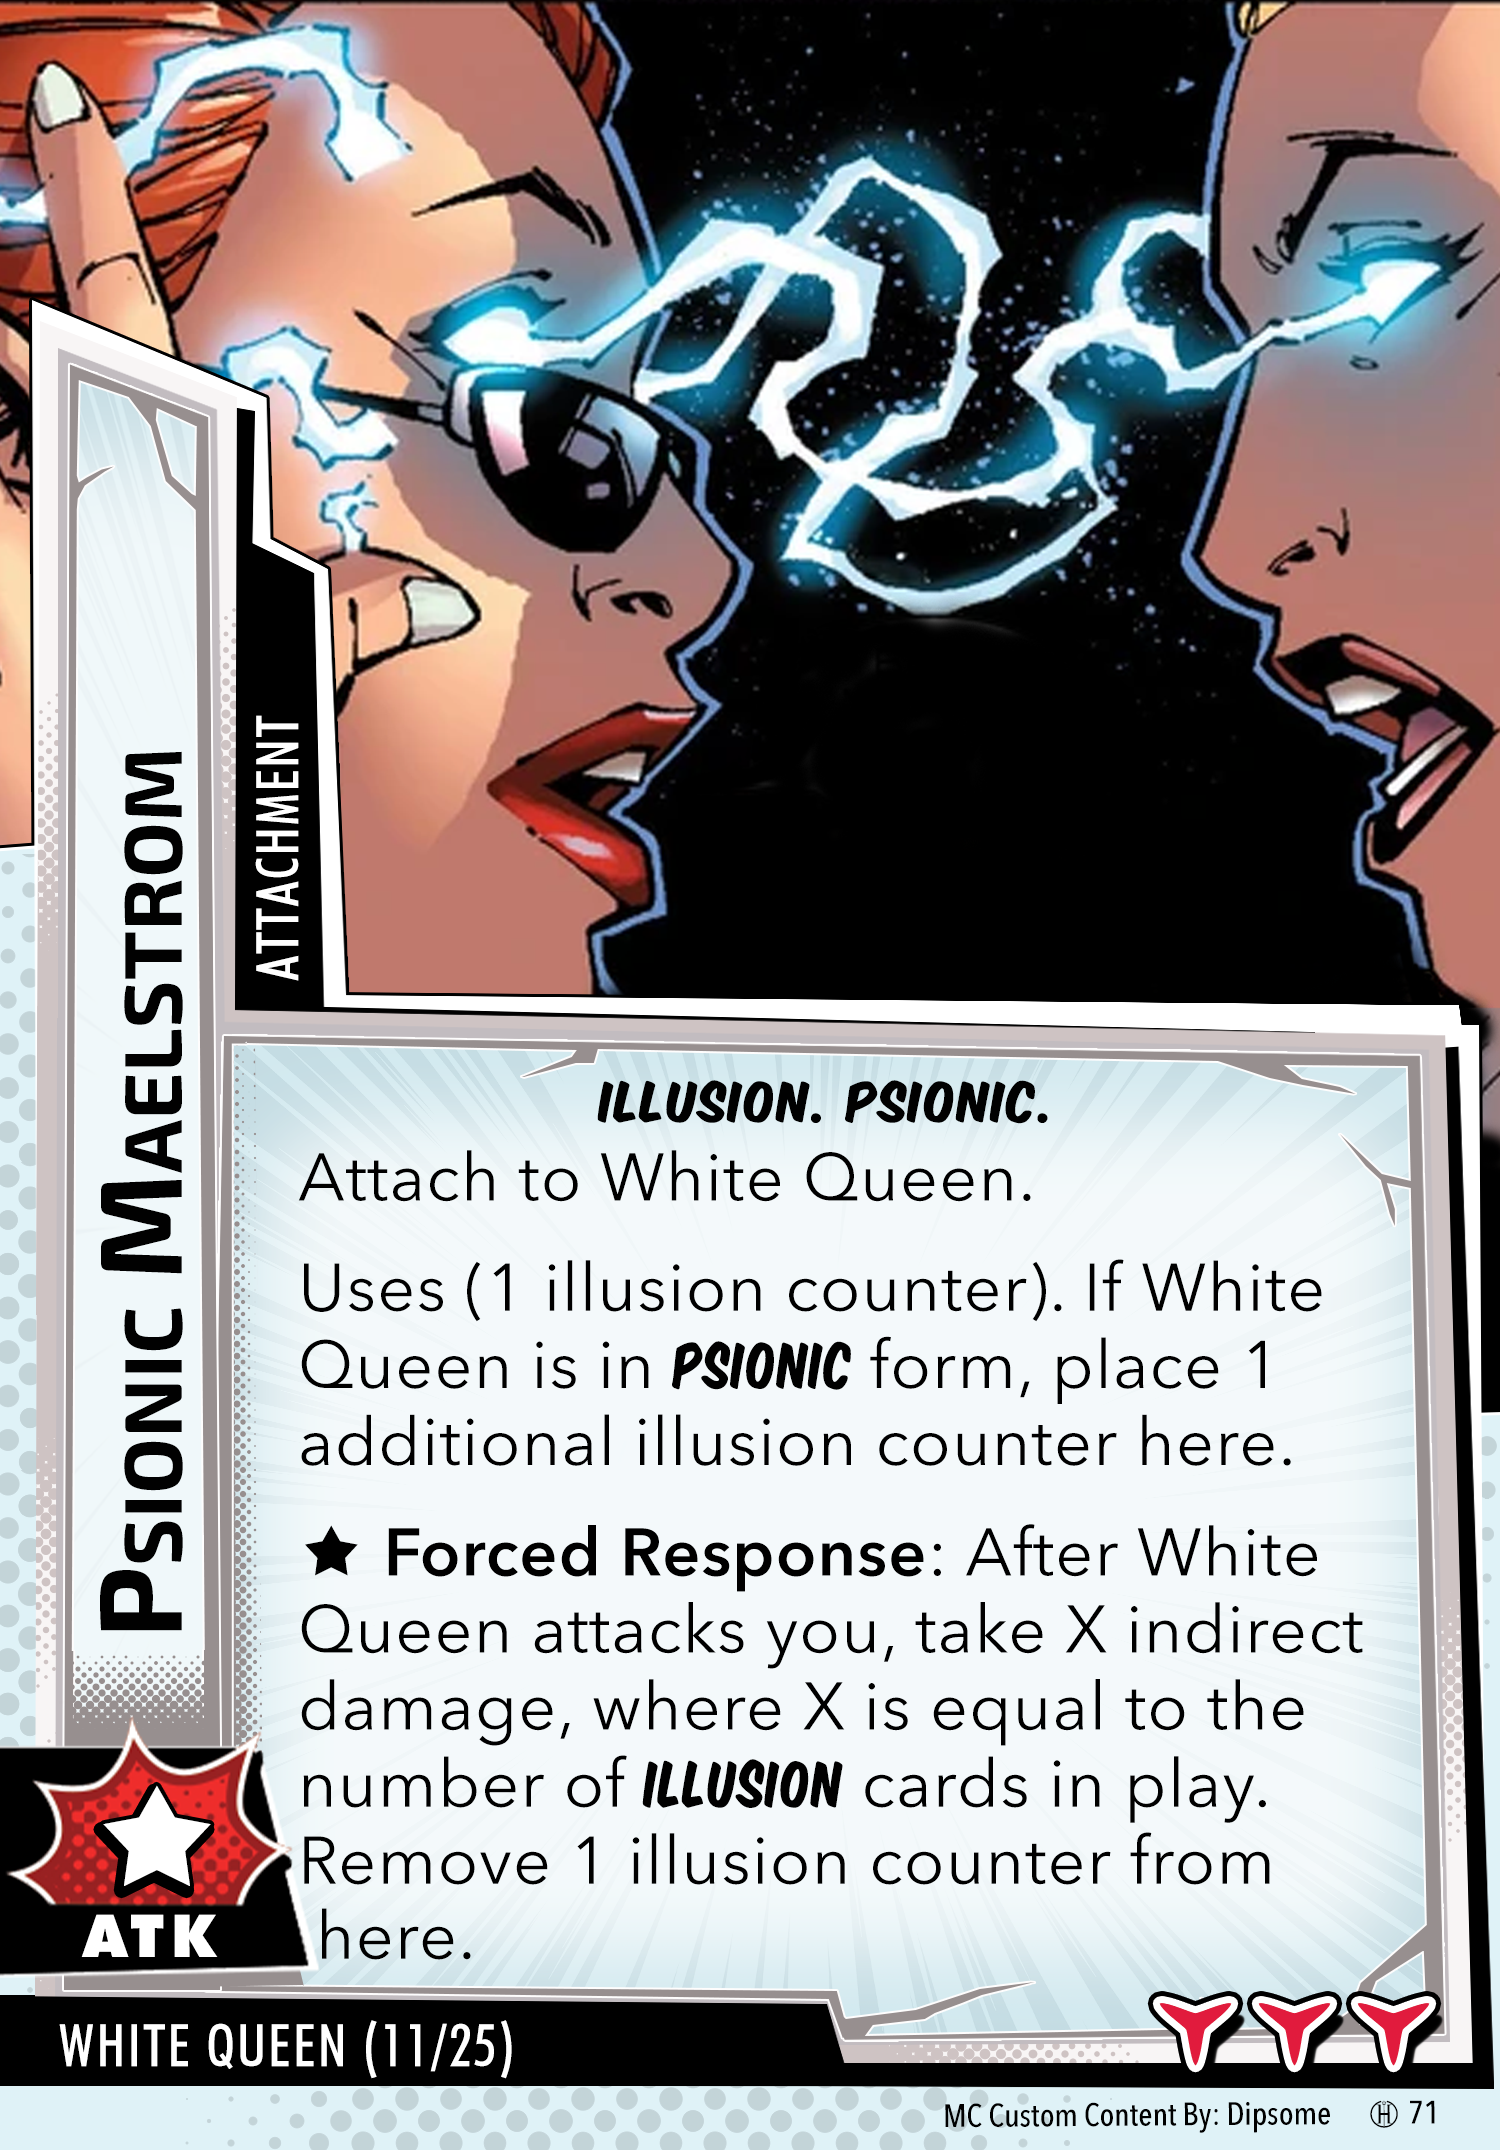 PSIONIC MAELSTROM
ATTACHMENT
ILLUSION. PSIONIC.
Attach to White Queen.
Uses (1 illusion counter). If White
Queen is in PSIONIC form, place 1
additional illusion counter here.
★ Forced Response: After White
Queen attacks you, take X indirect
damage, where X is equal to the
number of ILLUSION cards in play.
Remove 1 illusion counter from
here.
ATK
WHITE QUEEN (11/25)
MC Custom Content By: Dipsome 71